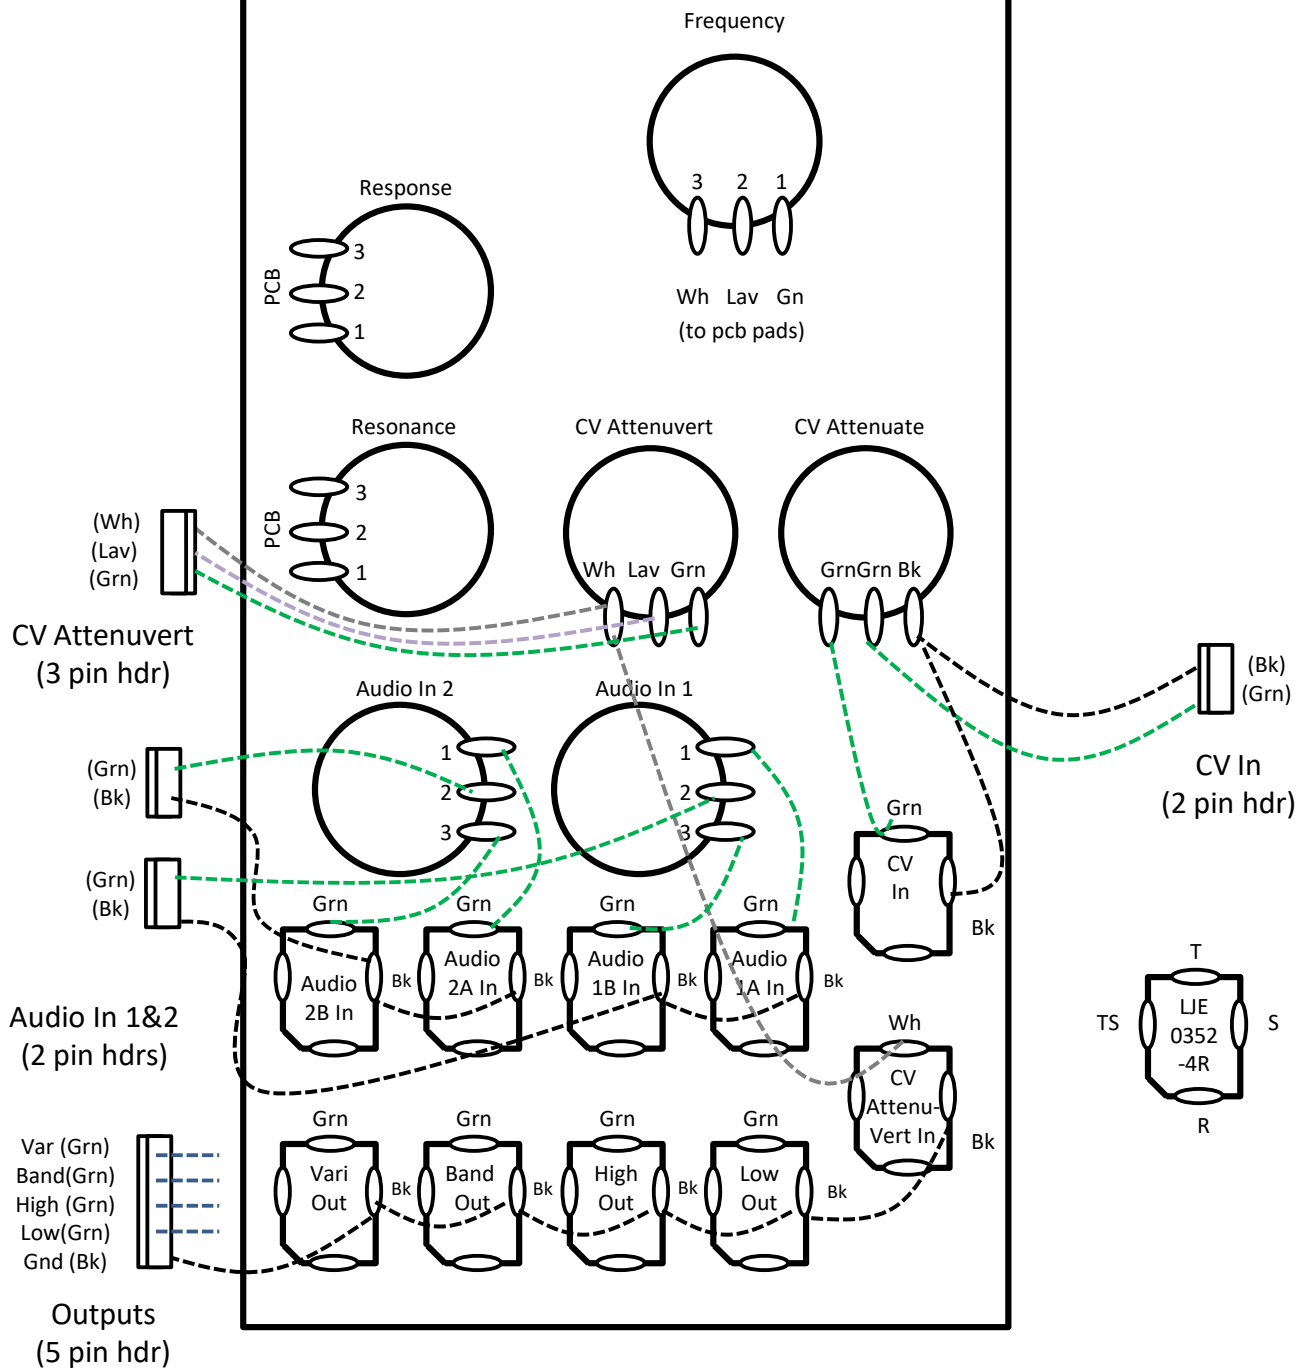 Frequency
3 2 1
Wh Lav Gn
(to pcb pads)
Response
PCB
3
2
1
Resonance
PCB
3
2
1
CV Attenuvert
Wh Lav Grn
CV Attenuate
GrnGrn Bk
(Wh)
(Lav)
(Grn)
CV Attenuvert
(3 pin hdr)
(Bk)
(Grn)
CV In
(2 pin hdr)
Audio In 2
1
2
3
Audio In 1
1
2
3
(Grn)
(Bk)
(Grn)
(Bk)
Audio In 1&2
(2 pin hdrs)
Grn
CV
In
Bk
Grn
Audio
2B In
Bk
Grn
Audio
2A In
Bk
Grn
Audio
1B In
Bk
Grn
Audio
1A In
Bk
Wh
CV
Attenu-
Vert In
Bk
T
TS
LJE
0352
-4R
S
R
Var (Grn)
Band(Grn)
High (Grn)
Low(Grn)
Gnd (Bk)
Outputs
(5 pin hdr)
Grn
Vari
Out
Bk
Grn
Band
Out
Bk
Grn
High
Out
Bk
Grn
Low
Out
Bk